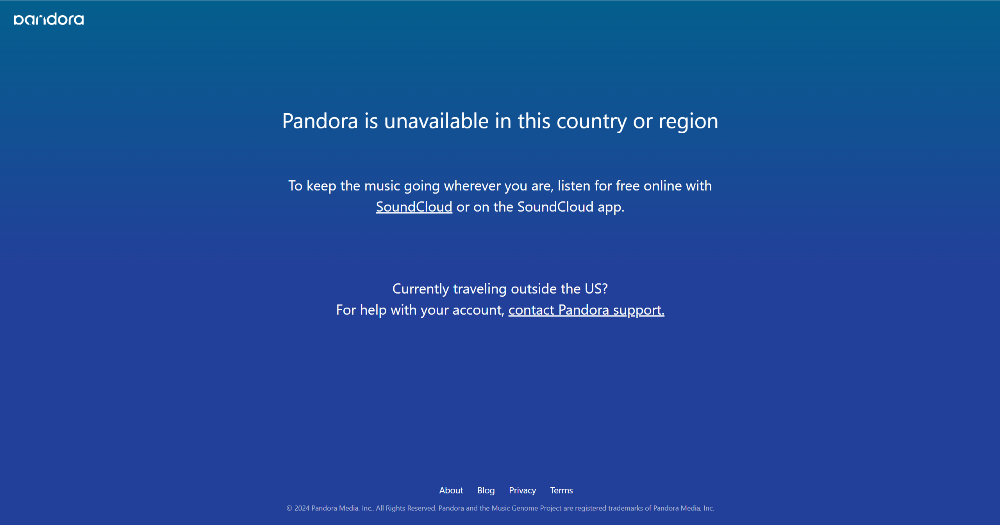 pandora
Pandora is unavailable in this country or region
To keep the music going wherever you are, listen for free online with
SoundCloud or on the SoundCloud app.
Currently traveling outside the US?
For help with your account, contact Pandora support.
About Blog Privacy Terms
© 2024 Pandora Media, Inc., All Rights Reserved. Pandora and the Music Genome Project are registered trademarks of Pandora Media, Inc.